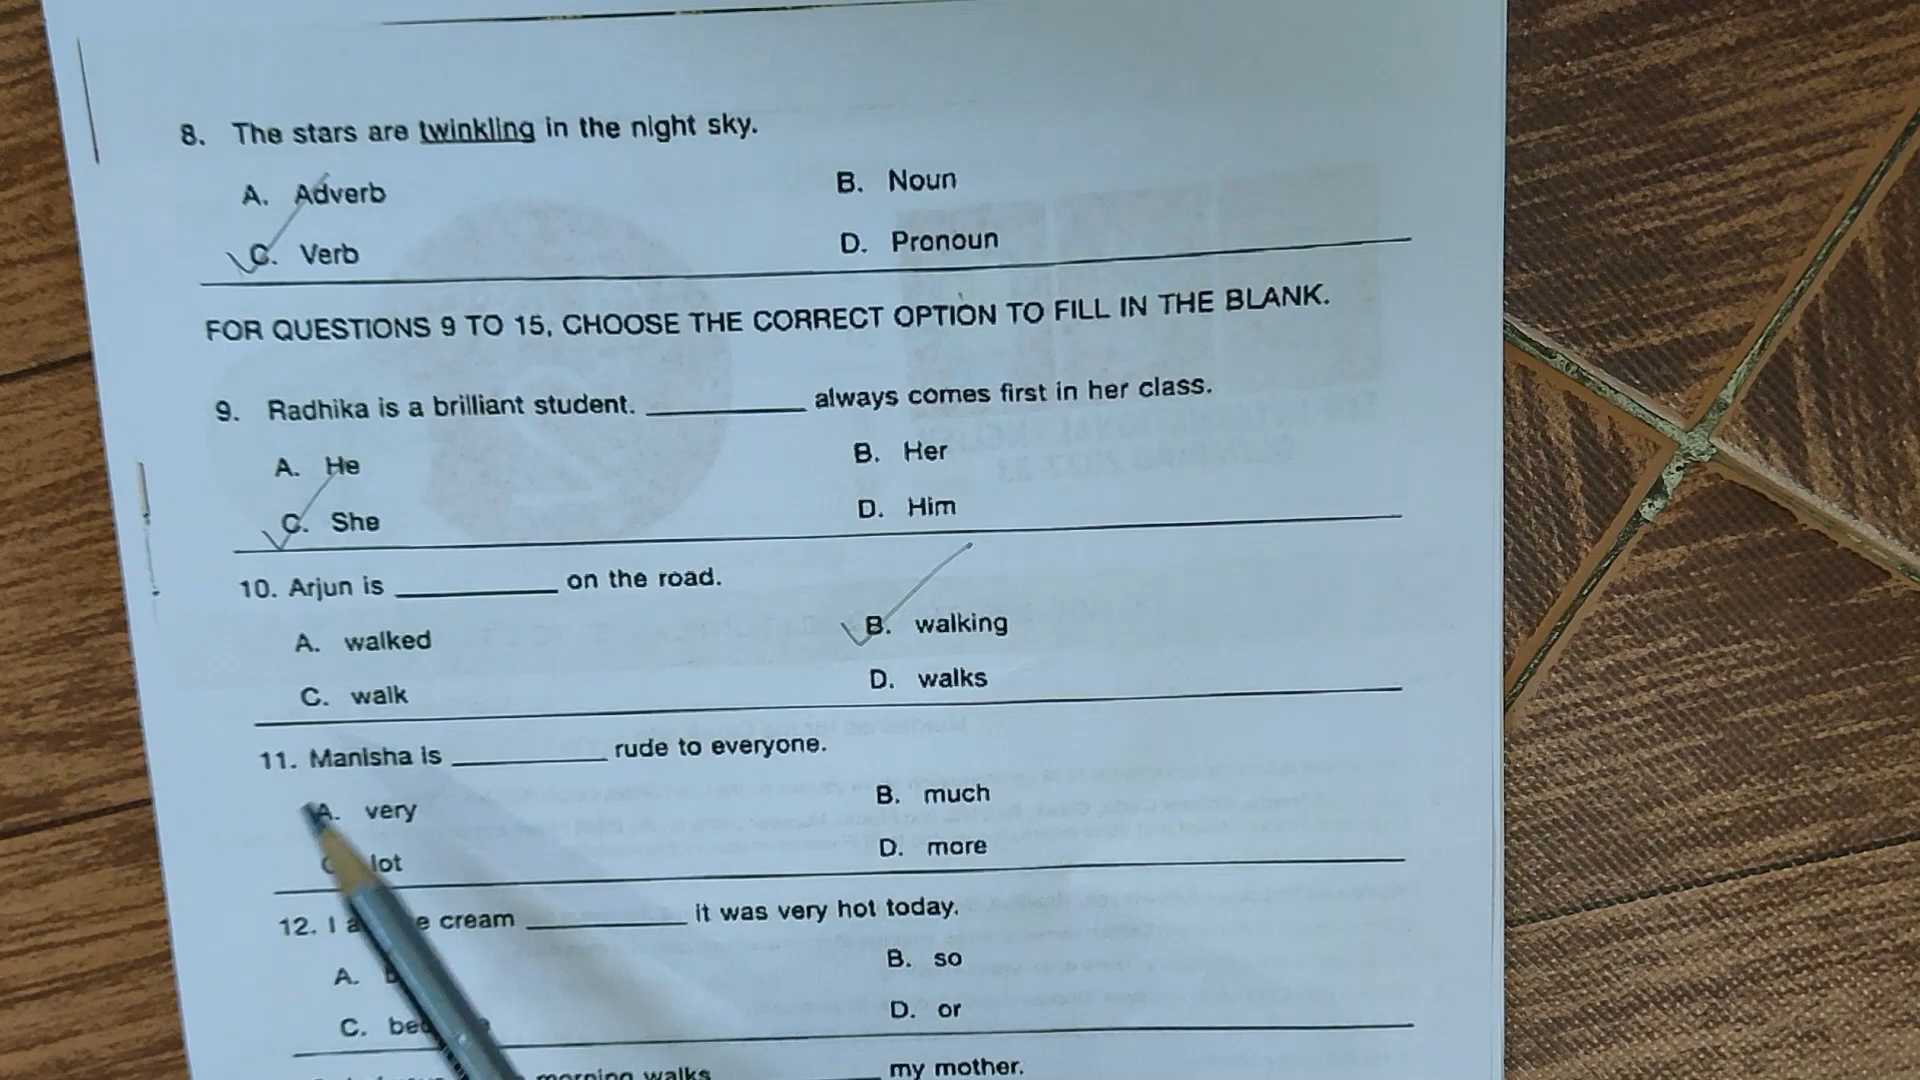 8. The stars are twinkling in the night sky.
A. Adverb
B. Noun
C. Verb
D. Pronoun
FOR QUESTIONS 9 TO 15, CHOOSE THE CORRECT OPTION TO FILL IN THE BLANK.
9. Radhika is a brilliant student. __________ always comes first in her class.
A. He
B. Her
C. She
D. Him
10. Arjun is __________ on the road.
A. walked
B. walking
C. walk
D. walks
11. Manisha is __________ rude to everyone.
A. very
B. much
lot
D. more
12. I cream __________ it was very hot today.
A.
B. so
C.
D. or
morning walks __________ my mother.